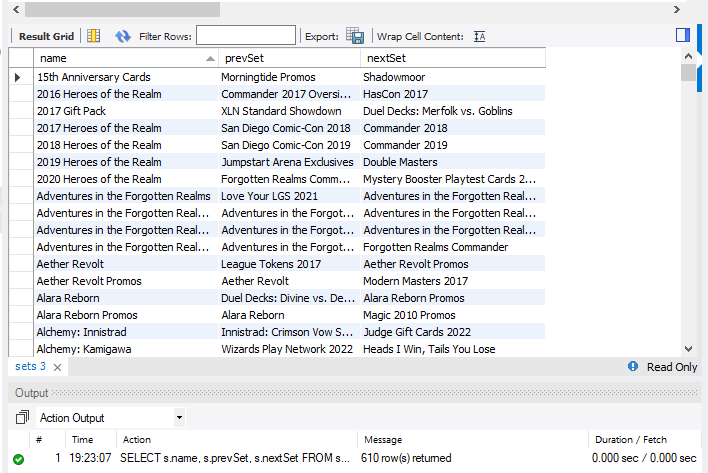 Result Grid Filter Rows: Export: Wrap Cell Content:
name prevSet nextSet
15th Anniversary Cards Morningtide Promos Shadowmoor
2016 Heroes of the Realm Commander 2017 Oversi... HasCon 2017
2017 Gift Pack XLN Standard Showdown Duel Decks: Merfolk vs. Goblins
2017 Heroes of the Realm San Diego Comic-Con 2018 Commander 2018
2018 Heroes of the Realm San Diego Comic-Con 2019 Commander 2019
2019 Heroes of the Realm Jumpstart Arena Exclusives Double Masters
2020 Heroes of the Realm Forgotten Realms Comm... Mystery Booster Playtest Cards 2...
Adventures in the Forgotten Realms Love Your LGS 2021 Adventures in the Forgotten Real...
Adventures in the Forgotten Real... Adventures in the Forgot... Adventures in the Forgotten Real...
Adventures in the Forgotten Real... Adventures in the Forgot... Adventures in the Forgotten Real...
Adventures in the Forgotten Real... Adventures in the Forgot... Forgotten Realms Commander
Aether Revolt League Tokens 2017 Aether Revolt Promos
Aether Revolt Promos Aether Revolt Modern Masters 2017
Alara Reborn Duel Decks: Divine vs. De... Alara Reborn Promos
Alara Reborn Promos Alara Reborn Magic 2010 Promos
Alchemy: Innistrad Innistrad: Crimson Vow S... Judge Gift Cards 2022
Alchemy: Kamigawa Wizards Play Network 2022 Heads I Win, Tails You Lose
sets 3 Read Only
Output
Action Output
# Time Action Message Duration / Fetch
1 19:23:07 SELECT s.name, s.prevSet, s.nextSet FROM s... 610 row(s) returned 0.000 sec / 0.000 sec